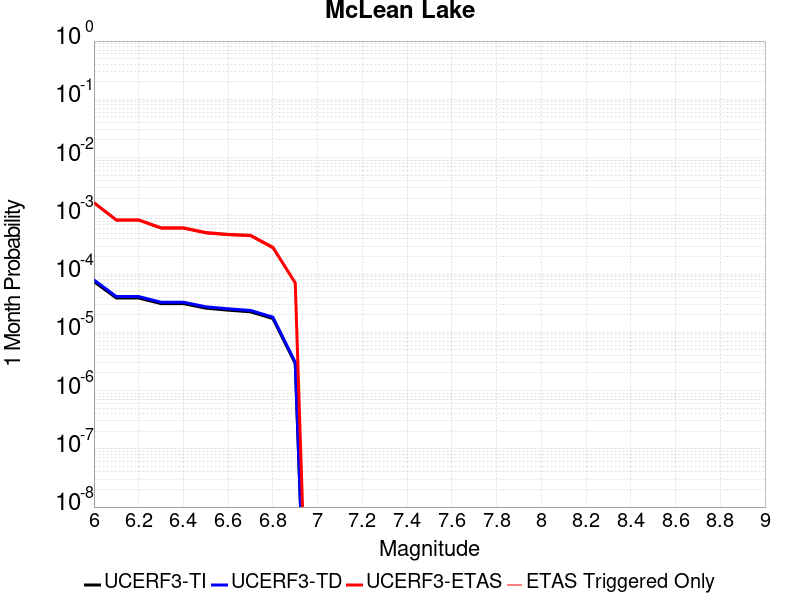 McLean Lake
10^0
10^-1
10^-2
10^-3
10^-4
10^-5
10^-6
10^-7
10^-8
1 Month Probability
6 6.2 6.4 6.6 6.8 7 7.2 7.4 7.6 7.8 8 8.2 8.4 8.6 8.8 9
Magnitude
UCERF3-TI UCERF3-TD UCERF3-ETAS ETAS Triggered Only